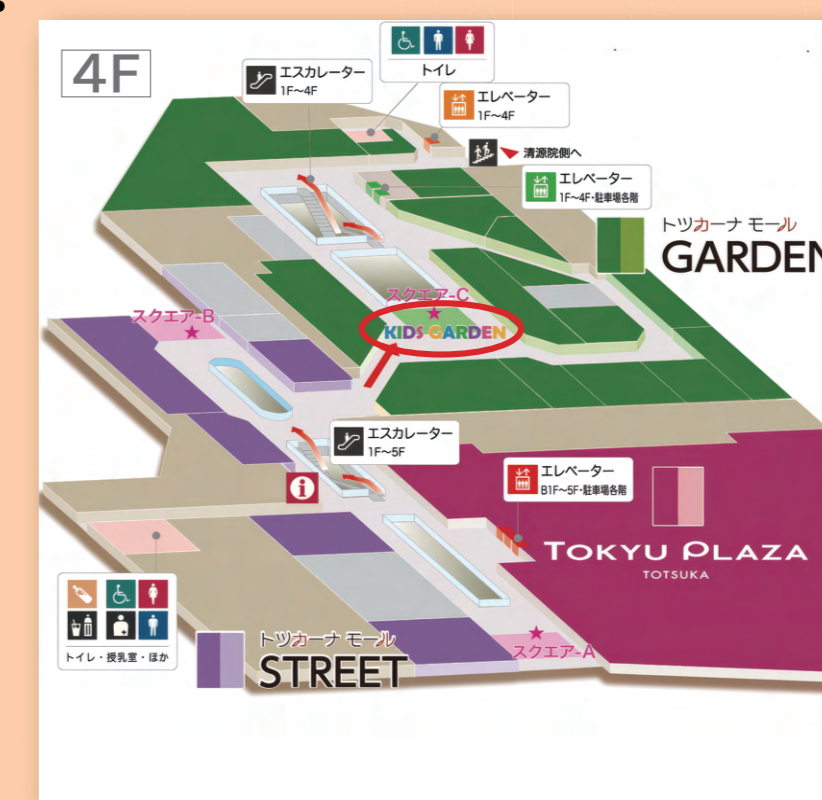 4F
トイレ
エスカレーター
1F〜4F
エレベーター
1F〜4F
清源院側へ
エレベーター
1F〜4F・駐車場各階
トツカーナ モール
GARDEN
スクエア-C
KIDS GARDEN
スクエア-B
エスカレーター
1F〜5F
エレベーター
B1F〜5F・駐車場各階
TOKYU PLAZA
TOTSUKA
トイレ・授乳室・ほか
トツカーナ モール
STREET
スクエア-A